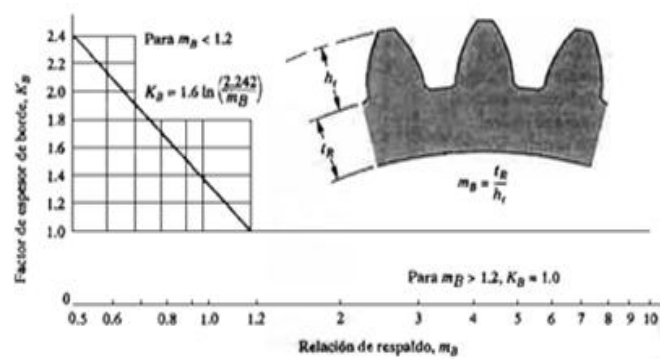 Factor de espesor de borde, K_B
2.4
2.2
2.0
1.8
1.6
1.4
1.2
1.0
0
Para m_B < 1.2
K_B = 1.6 ln (2.242 / m_B)
h_t
t_R
m_B = t_R / h_t
Para m_B > 1.2, K_B = 1.0
0.5 0.6 0.8 1.0 1.2 2 3 4 5 6 7 8 9 10
Relación de respaldo, m_B